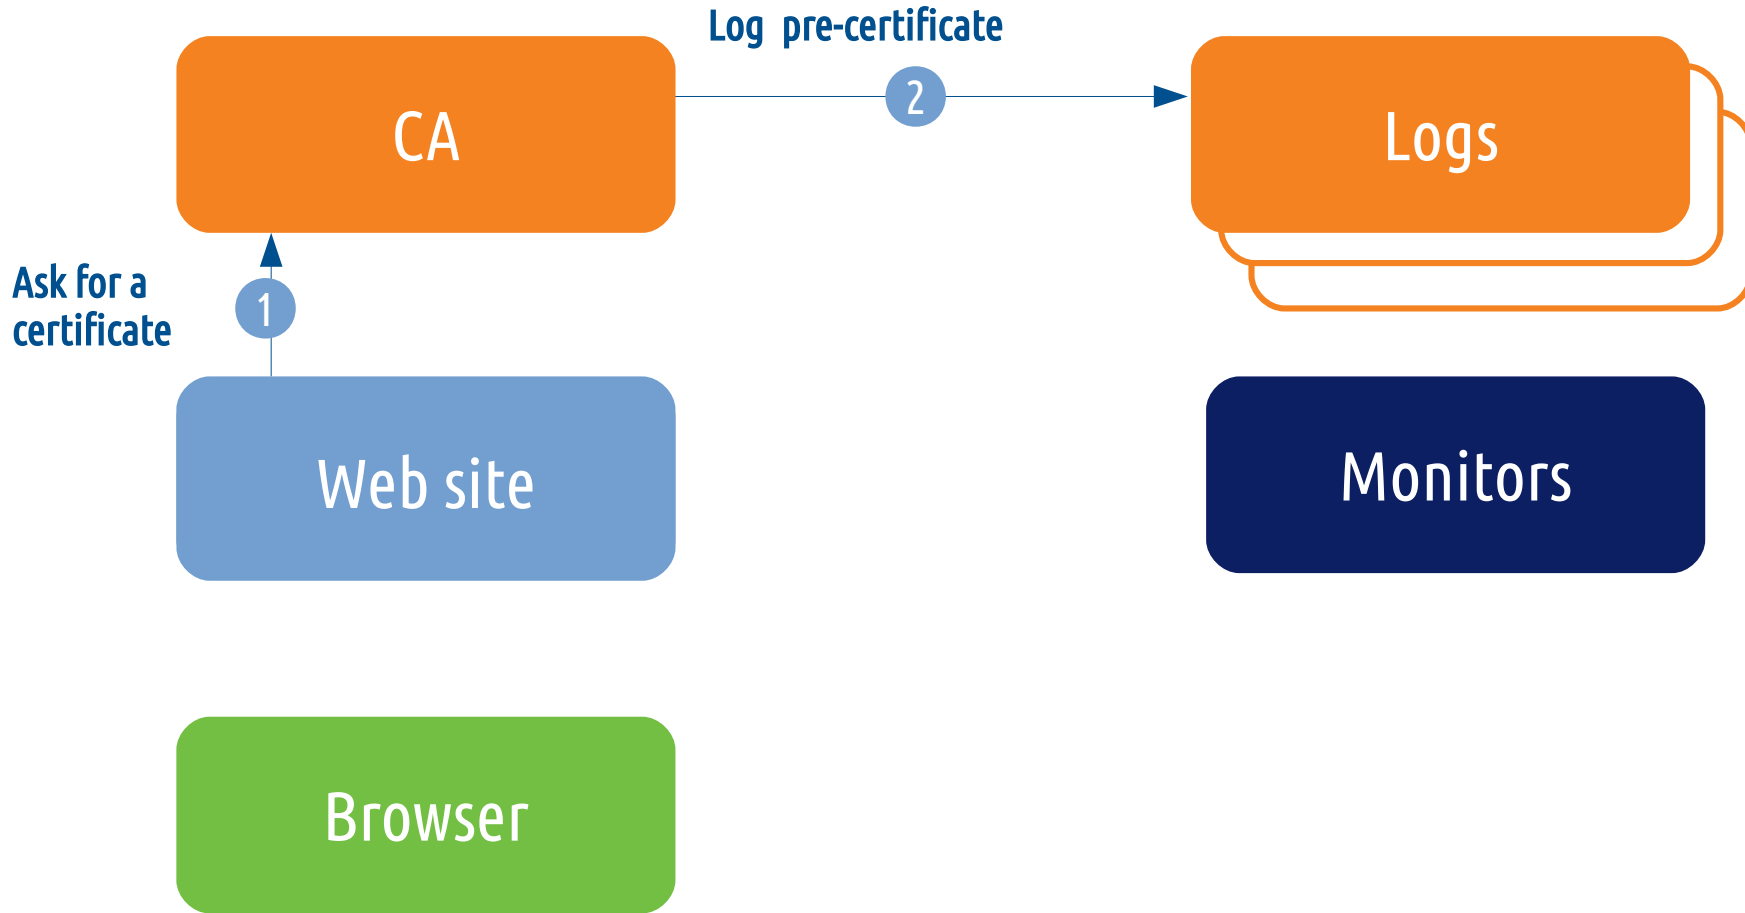 Log pre-certificate
CA
2
Logs
Ask for a
certificate
1
Web site
Monitors
Browser